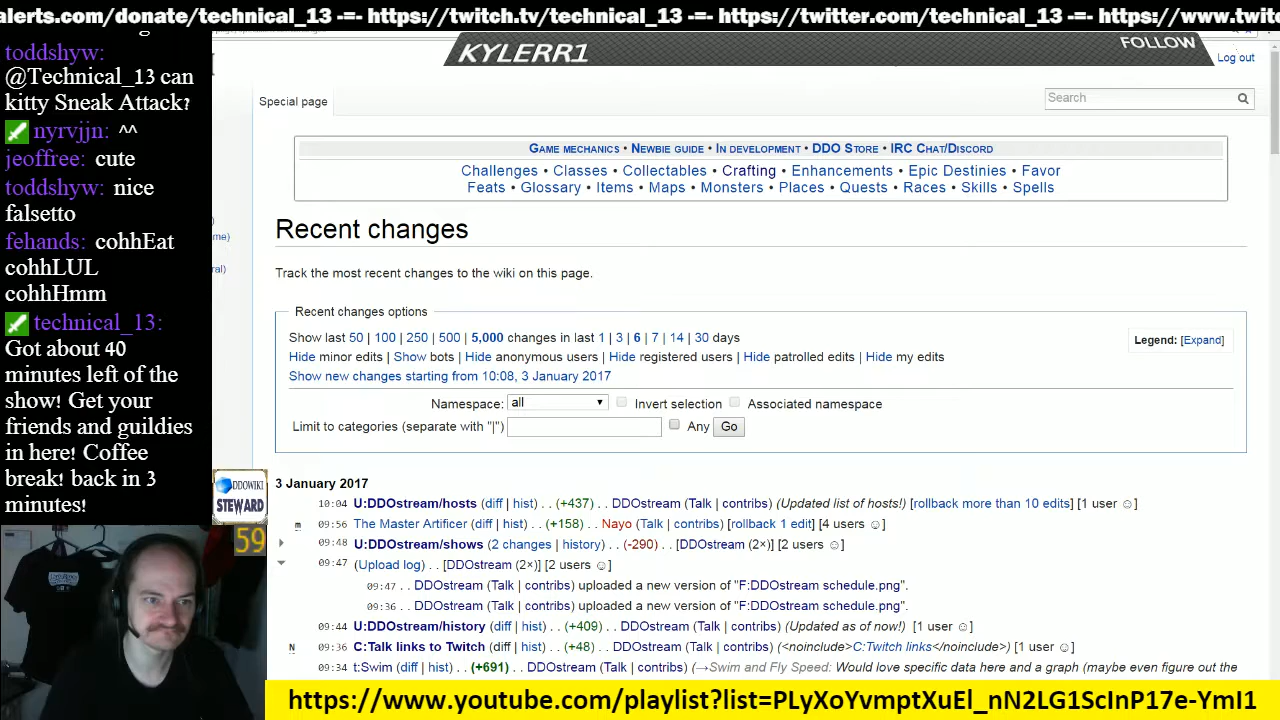 alerts.com/donate/technical_13 -=- https://twitch.tv/technical_13 -=- https://twitter.com/technical_13 -=- https://www.twitc
toddshyw:
@Technical_13 can
kitty Sneak Attack?
nyrvjjn: ^^
jeoffree: cute
toddshyw: nice
falsetto
fehands: cohhEat
cohhLUL
cohhHmm
technical_13:
Got about 40
minutes left of the
show! Get your
friends and guildies
in here! Coffee
break! back in 3
minutes!
DDOWIKI
STEWARD
59
KYLERR1
FOLLOW
Log out
Special page
Search
Game mechanics • Newbie guide • In development • DDO Store • IRC Chat/Discord
Challenges • Classes • Collectables • Crafting • Enhancements • Epic Destinies • Favor
Feats • Glossary • Items • Maps • Monsters • Places • Quests • Races • Skills • Spells
Recent changes
Track the most recent changes to the wiki on this page.
Recent changes options
Show last 50 | 100 | 250 | 500 | 5,000 changes in last 1 | 3 | 6 | 7 | 14 | 30 days
Legend: [Expand]
Hide minor edits | Show bots | Hide anonymous users | Hide registered users | Hide patrolled edits | Hide my edits
Show new changes starting from 10:08, 3 January 2017
Namespace: all Invert selection Associated namespace
Limit to categories (separate with "|") Any Go
3 January 2017
10:04 U:DDOstream/hosts (diff | hist) . . (+437) . . DDOstream (Talk | contribs) (Updated list of hosts!) [rollback more than 10 edits] [1 user ☺]
m 09:56 The Master Artificer (diff | hist) . . (+158) . . Nayo (Talk | contribs) [rollback 1 edit] [4 users ☺]
09:48 U:DDOstream/shows (2 changes | history) . . (-290) . . [DDOstream (2×)] [2 users ☺]
09:47 (Upload log) . . [DDOstream (2×)] [2 users ☺]
09:47 . . DDOstream (Talk | contribs) uploaded a new version of "F:DDOstream schedule.png".
09:36 . . DDOstream (Talk | contribs) uploaded a new version of "F:DDOstream schedule.png".
09:44 U:DDOstream/history (diff | hist) . . (+409) . . DDOstream (Talk | contribs) (Updated as of now!) [1 user ☺]
N 09:36 C:Talk links to Twitch (diff | hist) . . (+48) . . DDOstream (Talk | contribs) (<noinclude>C:Twitch links</noinclude>) [1 user ☺]
09:34 t:Swim (diff | hist) . . (+691) . . DDOstream (Talk | contribs) (→Swim and Fly Speed: Would love specific data here and a graph (maybe even figure out the
https://www.youtube.com/playlist?list=PLyXoYvmptXuEl_nN2LG1ScInP17e-YmI1